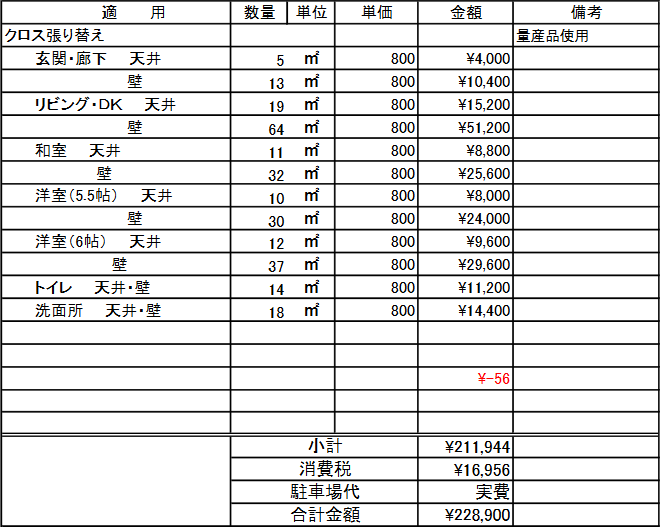 適　用 数量 単位 単価 金額 備考
クロス張り替え 量産品使用
玄関・廊下　天井 5 ㎡ 800 ¥4,000
壁 13 ㎡ 800 ¥10,400
リビング・DK　天井 19 ㎡ 800 ¥15,200
壁 64 ㎡ 800 ¥51,200
和室　天井 11 ㎡ 800 ¥8,800
壁 32 ㎡ 800 ¥25,600
洋室(5.5帖)　天井 10 ㎡ 800 ¥8,000
壁 30 ㎡ 800 ¥24,000
洋室(6帖)　天井 12 ㎡ 800 ¥9,600
壁 37 ㎡ 800 ¥29,600
トイレ　天井・壁 14 ㎡ 800 ¥11,200
洗面所　天井・壁 18 ㎡ 800 ¥14,400
¥-56
小計 ¥211,944
消費税 ¥16,956
駐車場代 実費
合計金額 ¥228,900